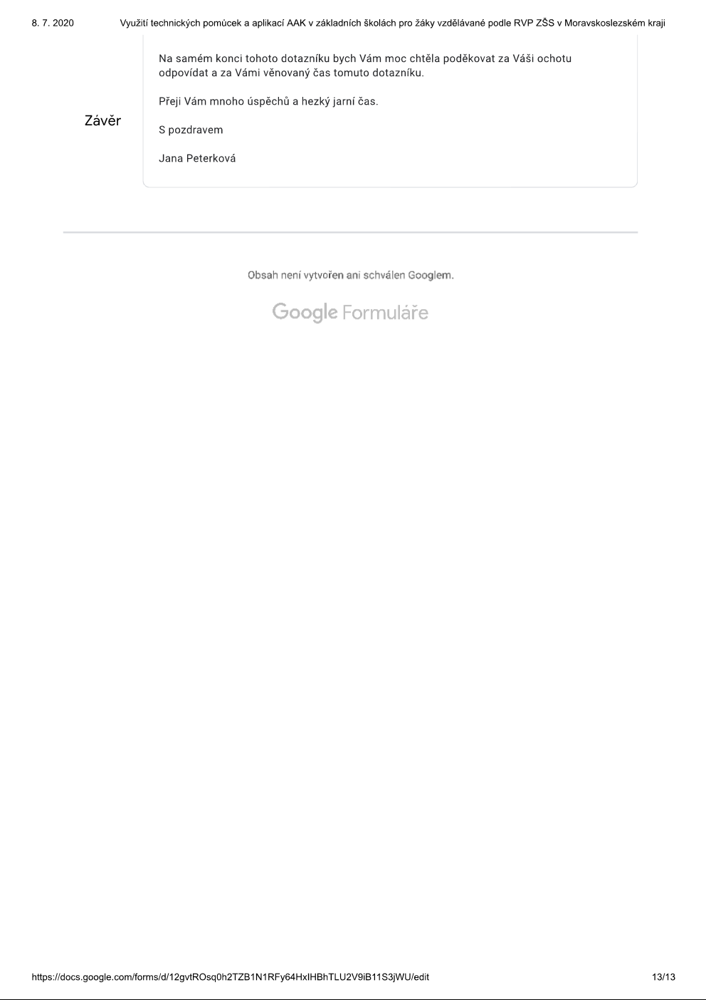 8. 7. 2020 Využití technických pomůcek a aplikací AAK v základních školách pro žáky vzdělávané podle RVP ZŠS v Moravskoslezském kraji
Na samém konci tohoto dotazníku bych Vám moc chtěla poděkovat za Váši ochotu
odpovídat a za Vámi věnovaný čas tomuto dotazníku.
Přeji Vám mnoho úspěchů a hezký jarní čas.
Závěr
S pozdravem
Jana Peterková
Obsah není vytvořen ani schválen Googlem.
Google Formuláře
https://docs.google.com/forms/d/12gvtROsq0h2TZB1N1RFy64HxIHBhTLU2V9iB11S3jWU/edit 13/13